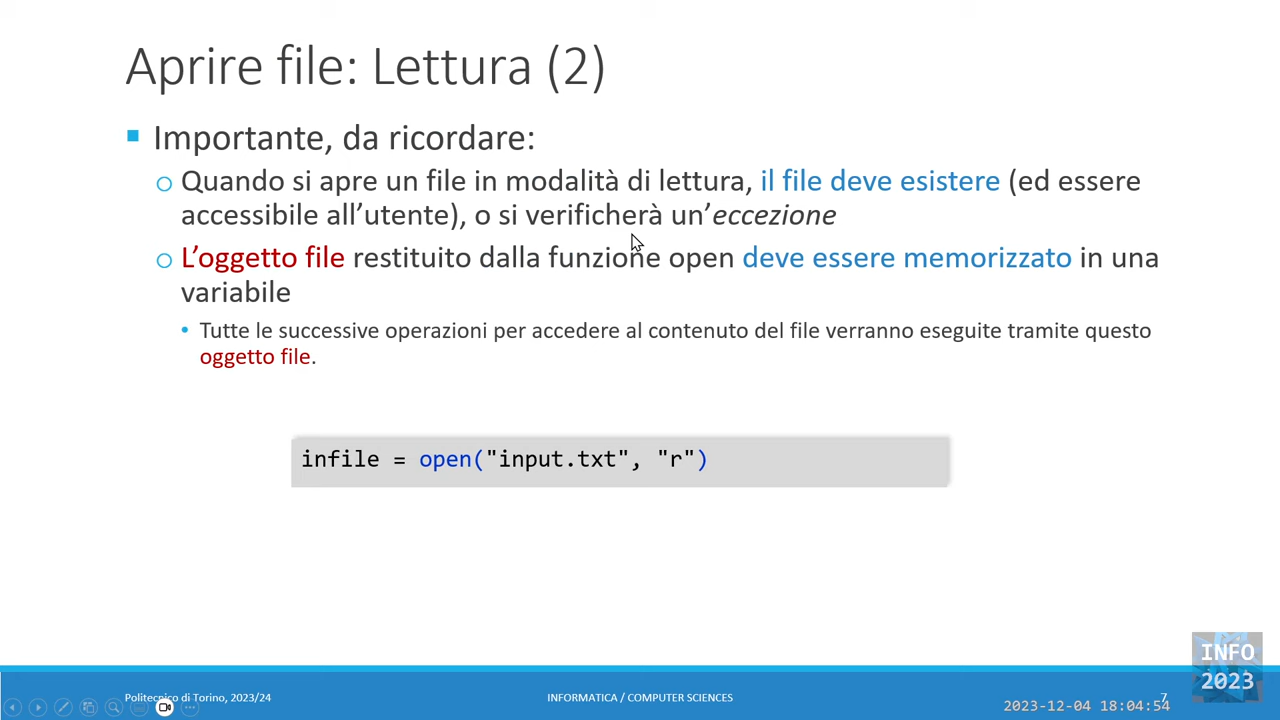 Aprire file: Lettura (2)
Importante, da ricordare:
Quando si apre un file in modalità di lettura, il file deve esistere (ed essere
accessibile all’utente), o si verificherà un’eccezione
L’oggetto file restituito dalla funzione open deve essere memorizzato in una
variabile
Tutte le successive operazioni per accedere al contenuto del file verranno eseguite tramite questo
oggetto file.
infile = open("input.txt", "r")
INFO
2023
Politecnico di Torino, 2023/24
INFORMATICA / COMPUTER SCIENCES
7
2023-12-04 18:04:54